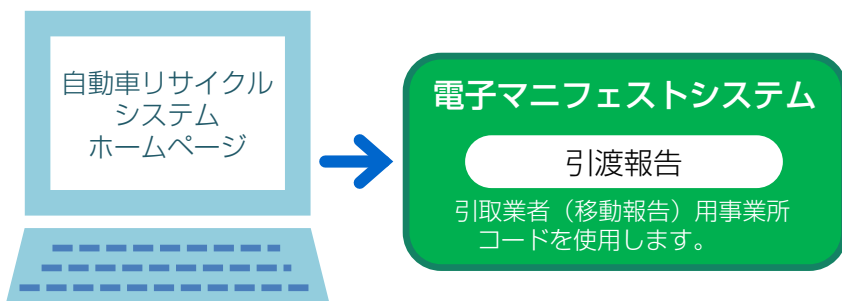 自動車リサイクル
システム
ホームページ
電子マニフェストシステム
引渡報告
引取業者（移動報告）用事業所
コードを使用します。